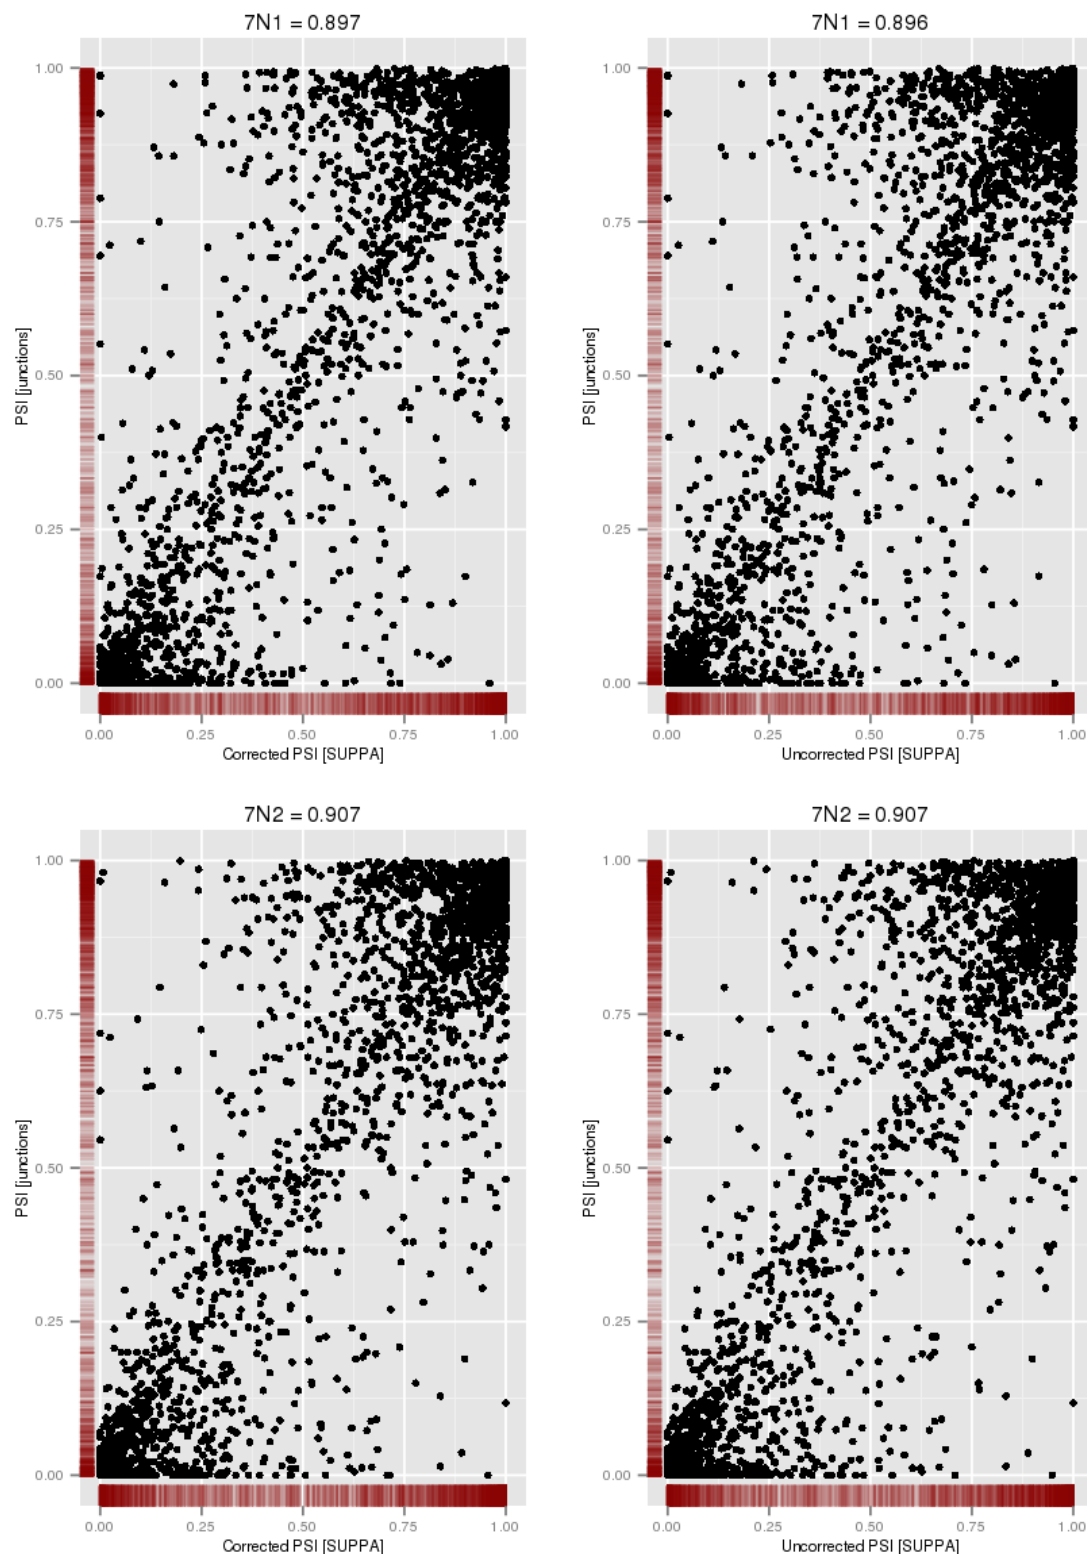 7N1 = 0.897
7N1 = 0.896
1.00
0.75
0.50
0.25
0.00
PSI [junctions]
0.00 0.25 0.50 0.75 1.00
Corrected PSI [SUPPA]
1.00
0.75
0.50
0.25
0.00
PSI [junctions]
0.00 0.25 0.50 0.75 1.00
Uncorrected PSI [SUPPA]
7N2 = 0.907
7N2 = 0.907
1.00
0.75
0.50
0.25
0.00
PSI [junctions]
0.00 0.25 0.50 0.75 1.00
Corrected PSI [SUPPA]
1.00
0.75
0.50
0.25
0.00
PSI [junctions]
0.00 0.25 0.50 0.75 1.00
Uncorrected PSI [SUPPA]